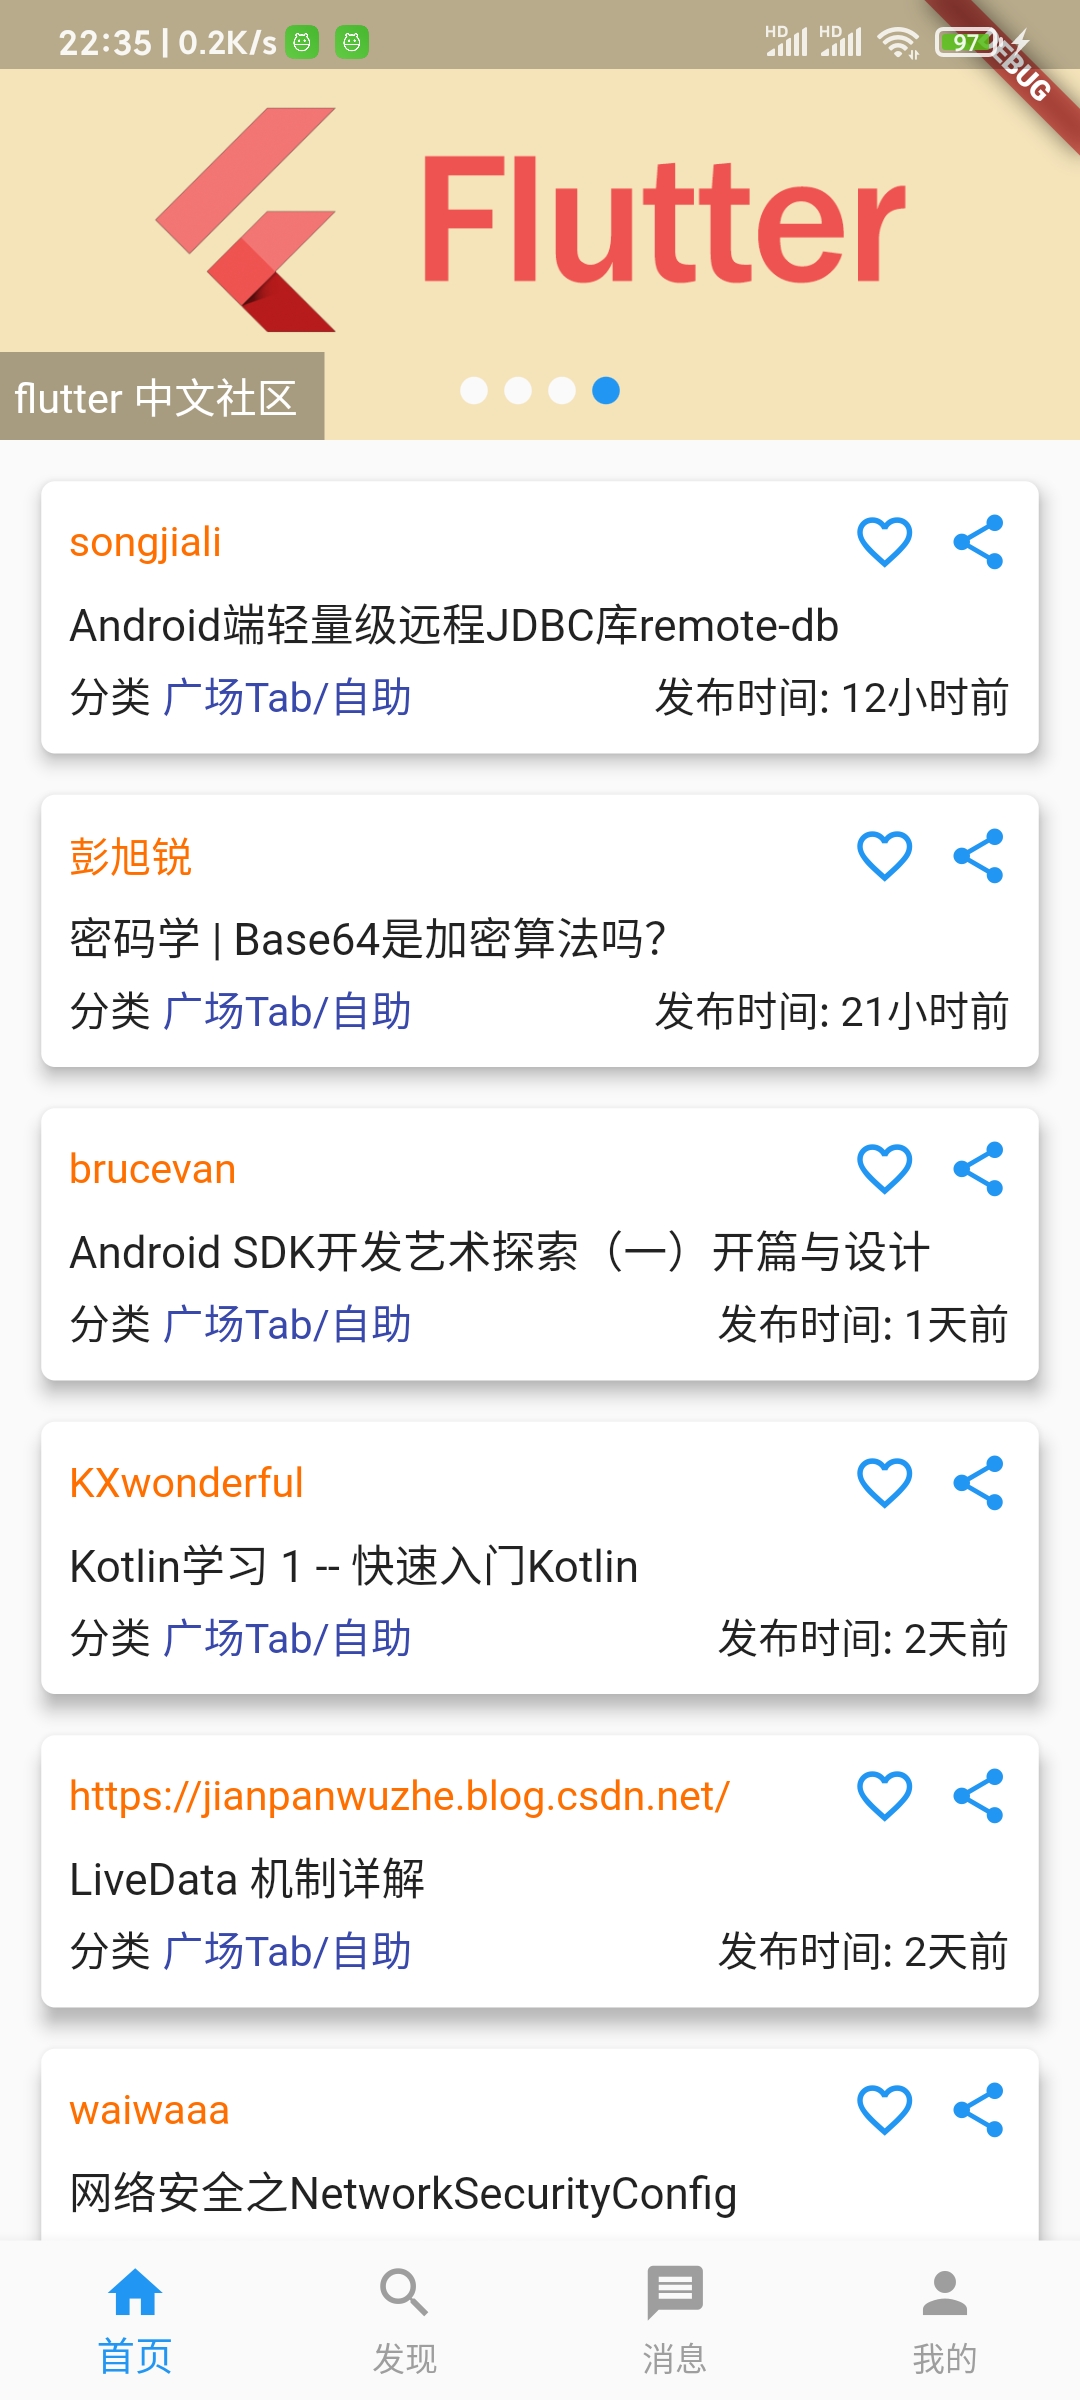 22:35 | 0.2K/s
HD HD 97
EBUG
Flutter
flutter 中文社区
songjiali
Android端轻量级远程JDBC库remote-db
分类 广场Tab/自助 发布时间: 12小时前
彭旭锐
密码学 | Base64是加密算法吗?
分类 广场Tab/自助 发布时间: 21小时前
brucevan
Android SDK开发艺术探索（一）开篇与设计
分类 广场Tab/自助 发布时间: 1天前
KXwonderful
Kotlin学习 1 -- 快速入门Kotlin
分类 广场Tab/自助 发布时间: 2天前
https://jianpanwuzhe.blog.csdn.net/
LiveData 机制详解
分类 广场Tab/自助 发布时间: 2天前
waiwaaa
网络安全之NetworkSecurityConfig
首页 发现 消息 我的